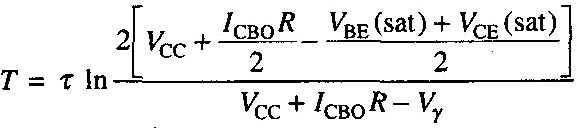 T = τ ln 2[V_CC + I_CBO R / 2 − (V_BE (sat) + V_CE (sat)) / 2] / (V_CC + I_CBO R − V_γ)